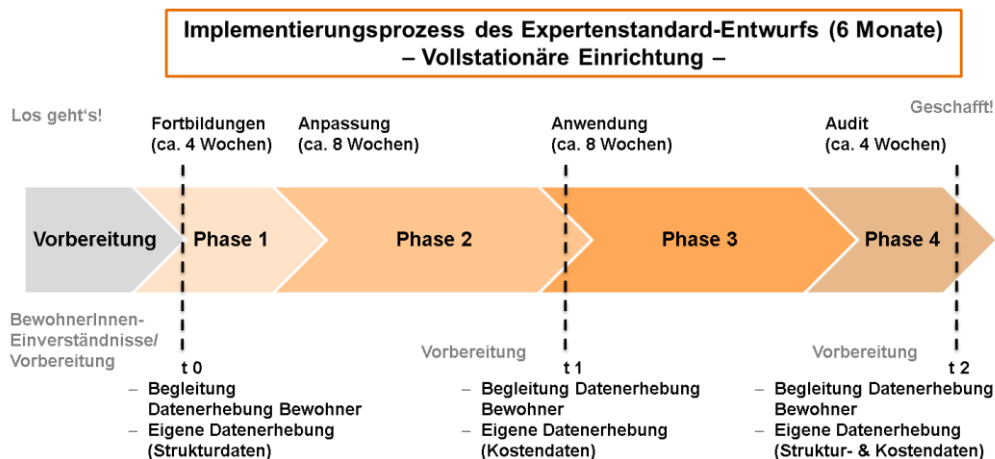 Implementierungsprozess des Expertenstandard-Entwurfs (6 Monate)
– Vollstationäre Einrichtung –
Los geht's!
Geschafft!
Fortbildungen
(ca. 4 Wochen)
Anpassung
(ca. 8 Wochen)
Anwendung
(ca. 8 Wochen)
Audit
(ca. 4 Wochen)
Vorbereitung
Phase 1
Phase 2
Phase 3
Phase 4
BewohnerInnen-
Einverständnisse/
Vorbereitung
t 0
– Begleitung
Datenerhebung Bewohner
– Eigene Datenerhebung
(Strukturdaten)
Vorbereitung
t 1
– Begleitung Datenerhebung
Bewohner
– Eigene Datenerhebung
(Kostendaten)
Vorbereitung
t 2
– Begleitung Datenerhebung
Bewohner
– Eigene Datenerhebung
(Struktur- & Kostendaten)